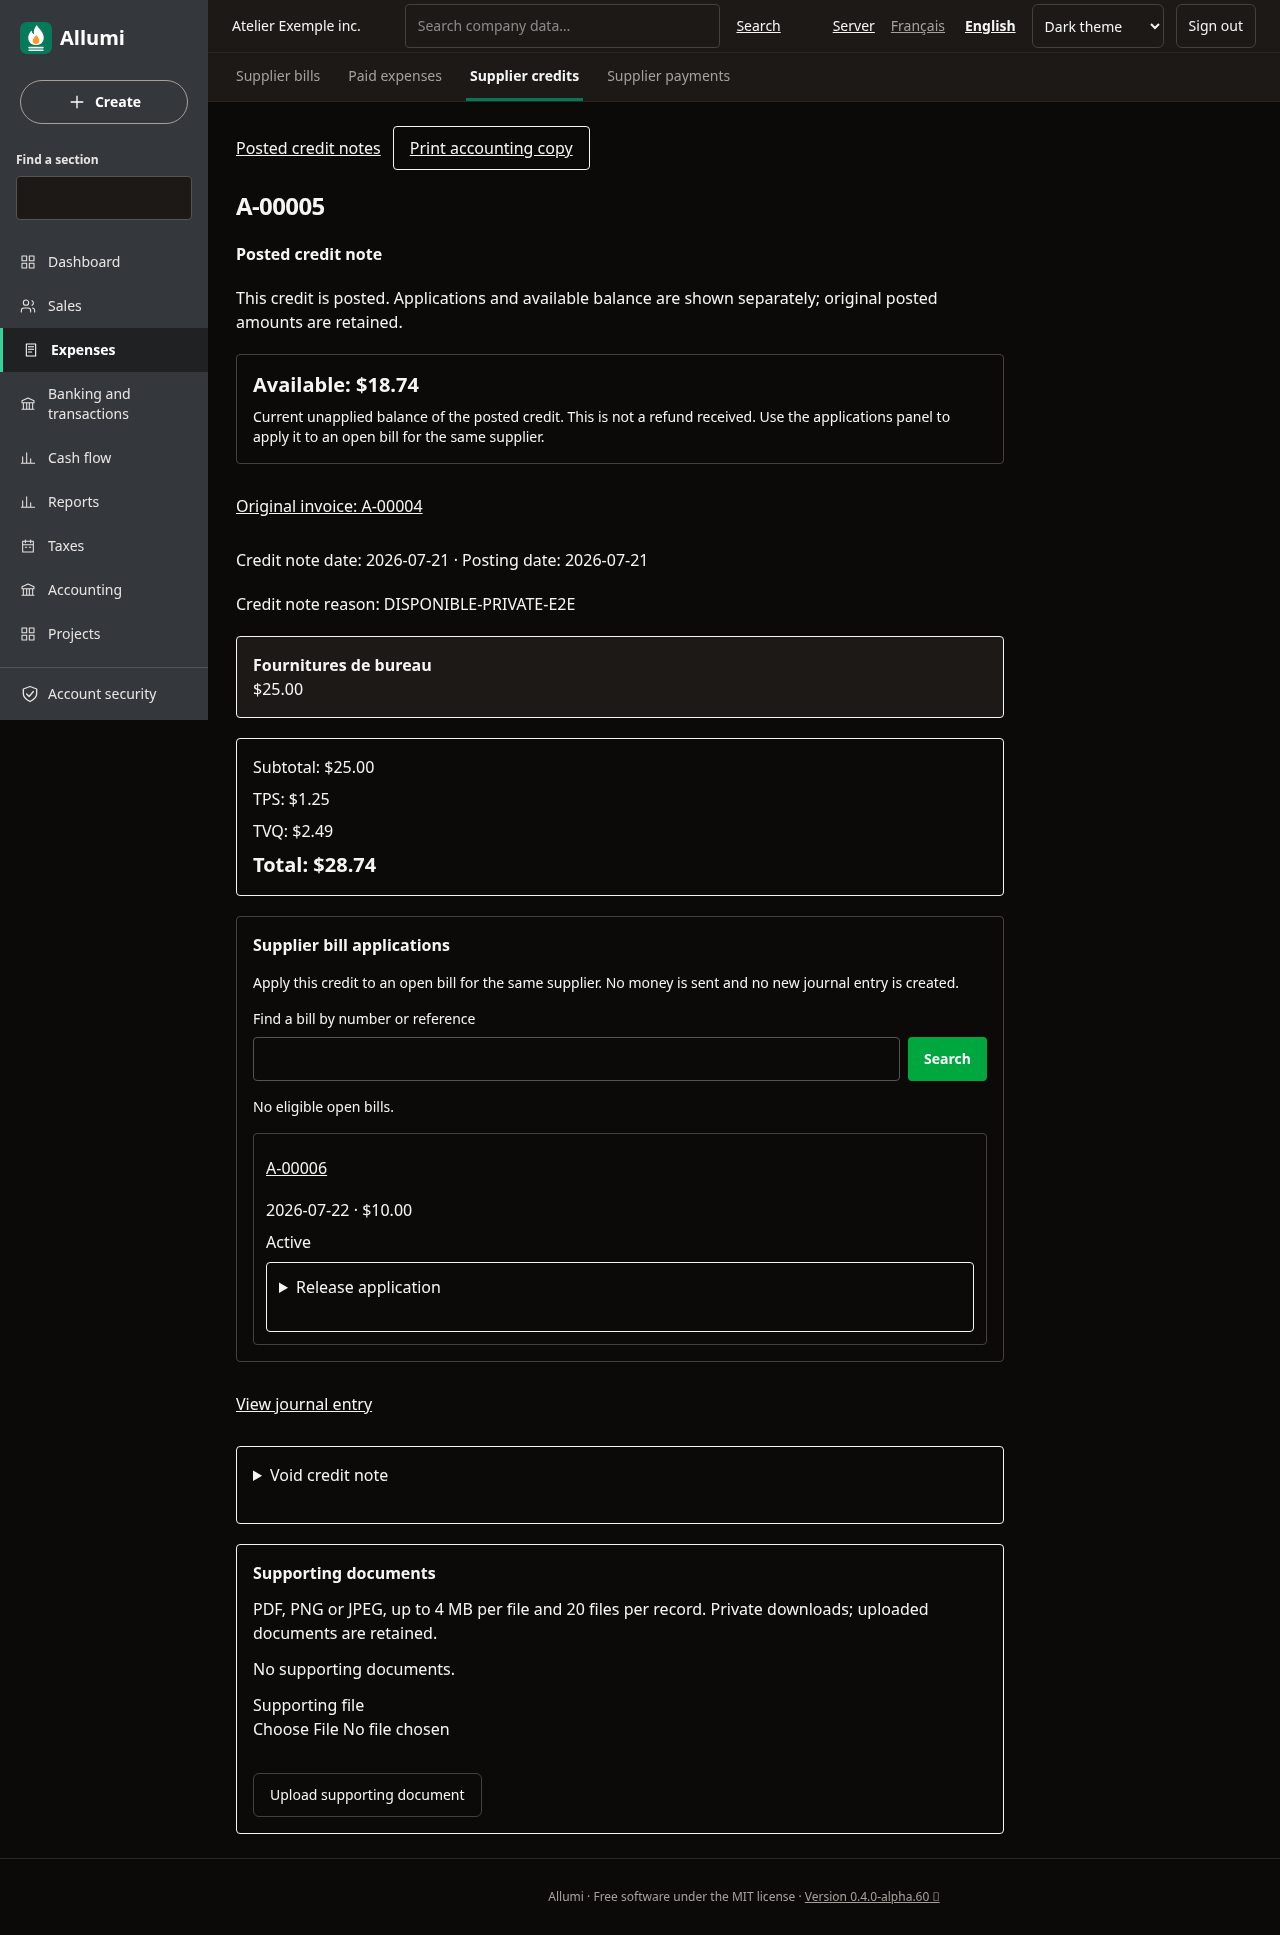 Allumi
Create
Find a section
Dashboard
Sales
Expenses
Banking and
transactions
Cash flow
Reports
Taxes
Accounting
Projects
Account security
Atelier Exemple inc.
Search company data...
Search
Server
Français
English
Dark theme
Sign out
Supplier bills
Paid expenses
Supplier credits
Supplier payments
Posted credit notes
Print accounting copy
A-00005
Posted credit note
This credit is posted. Applications and available balance are shown separately; original posted
amounts are retained.
Available: $18.74
Current unapplied balance of the posted credit. This is not a refund received. Use the applications panel to
apply it to an open bill for the same supplier.
Original invoice: A-00004
Credit note date: 2026-07-21 · Posting date: 2026-07-21
Credit note reason: DISPONIBLE-PRIVATE-E2E
Fournitures de bureau
$25.00
Subtotal: $25.00
TPS: $1.25
TVQ: $2.49
Total: $28.74
Supplier bill applications
Apply this credit to an open bill for the same supplier. No money is sent and no new journal entry is created.
Find a bill by number or reference
Search
No eligible open bills.
A-00006
2026-07-22 · $10.00
Active
Release application
View journal entry
Void credit note
Supporting documents
PDF, PNG or JPEG, up to 4 MB per file and 20 files per record. Private downloads; uploaded
documents are retained.
No supporting documents.
Supporting file
Choose File No file chosen
Upload supporting document
Allumi · Free software under the MIT license · Version 0.4.0-alpha.60